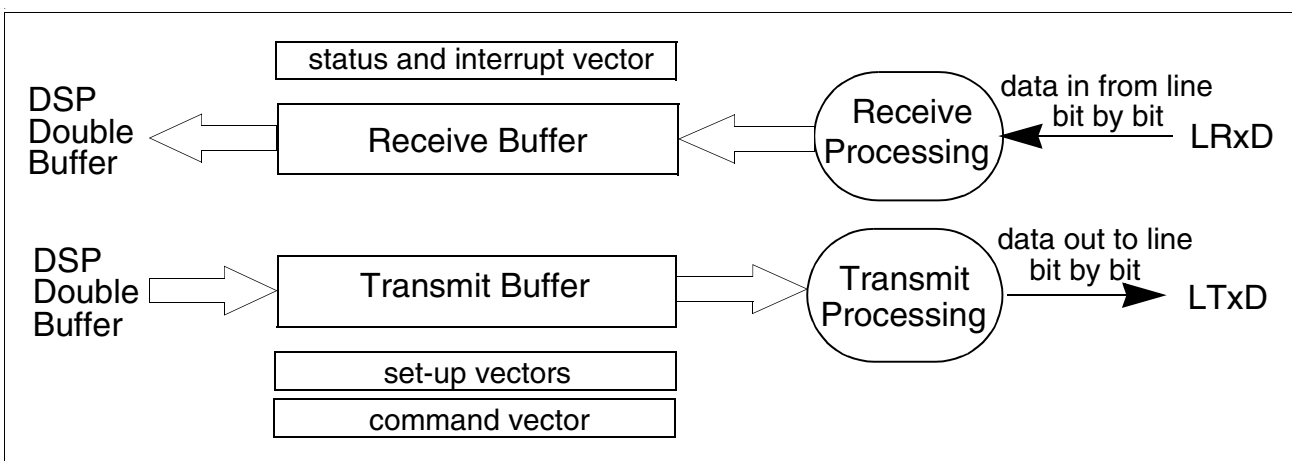 status and interrupt vector
DSP
Double
Buffer
Receive Buffer
Receive
Processing
data in from line
bit by bit
LRxD
DSP
Double
Buffer
Transmit Buffer
Transmit
Processing
data out to line
bit by bit
LTxD
set-up vectors
command vector